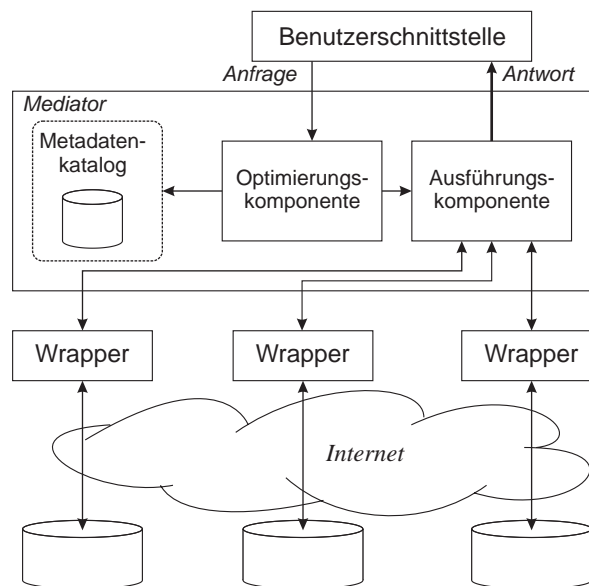 Benutzerschnittstelle
Anfrage
Antwort
Mediator
Metadaten-
katalog
Optimierungs-
komponente
Ausführungs-
komponente
Wrapper
Wrapper
Wrapper
Internet